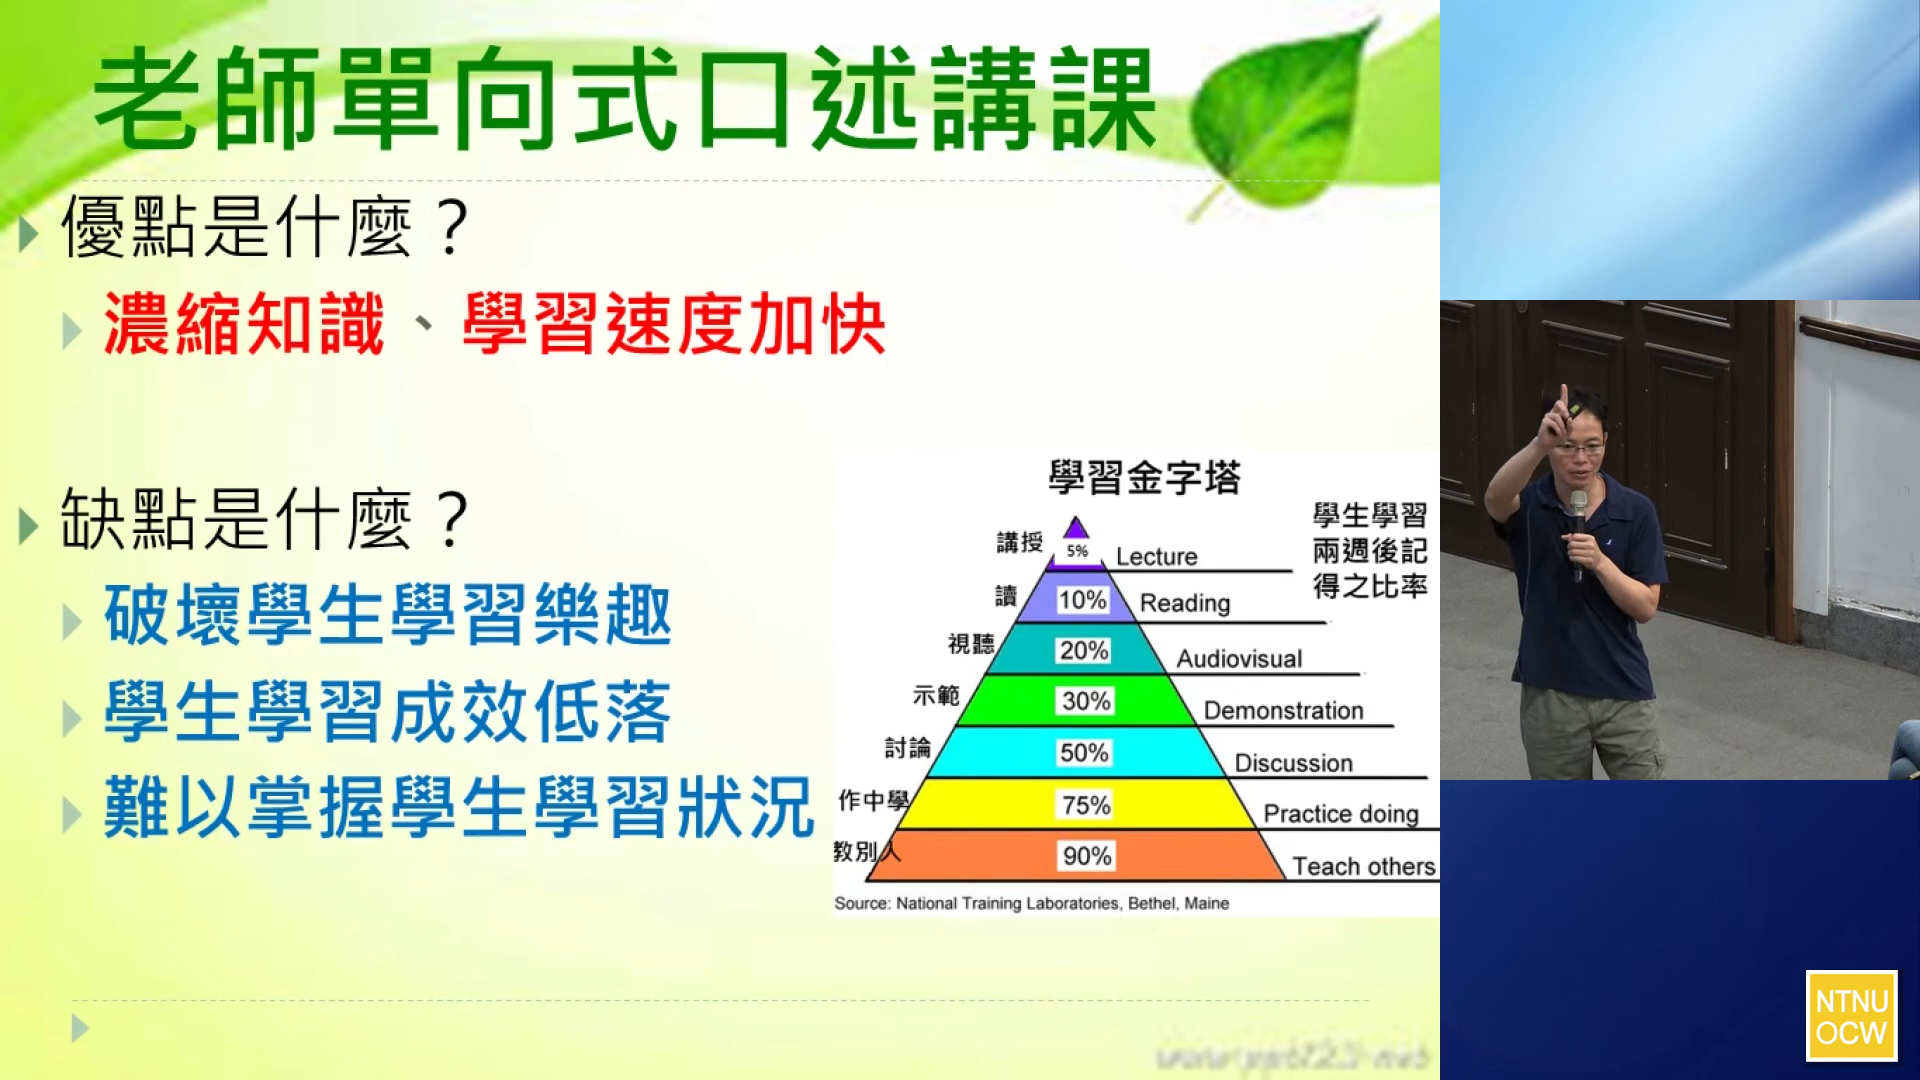 老師單向式口述講課
優點是什麼？
濃縮知識、學習速度加快
缺點是什麼？
破壞學生學習樂趣
學生學習成效低落
難以掌握學生學習狀況
學習金字塔
學生學習
兩週後記
得之比率
講授 5% Lecture
讀 10% Reading
視聽 20% Audiovisual
示範 30% Demonstration
討論 50% Discussion
作中學 75% Practice doing
教別人 90% Teach others
Source: National Training Laboratories, Bethel, Maine
NTNU
OCW